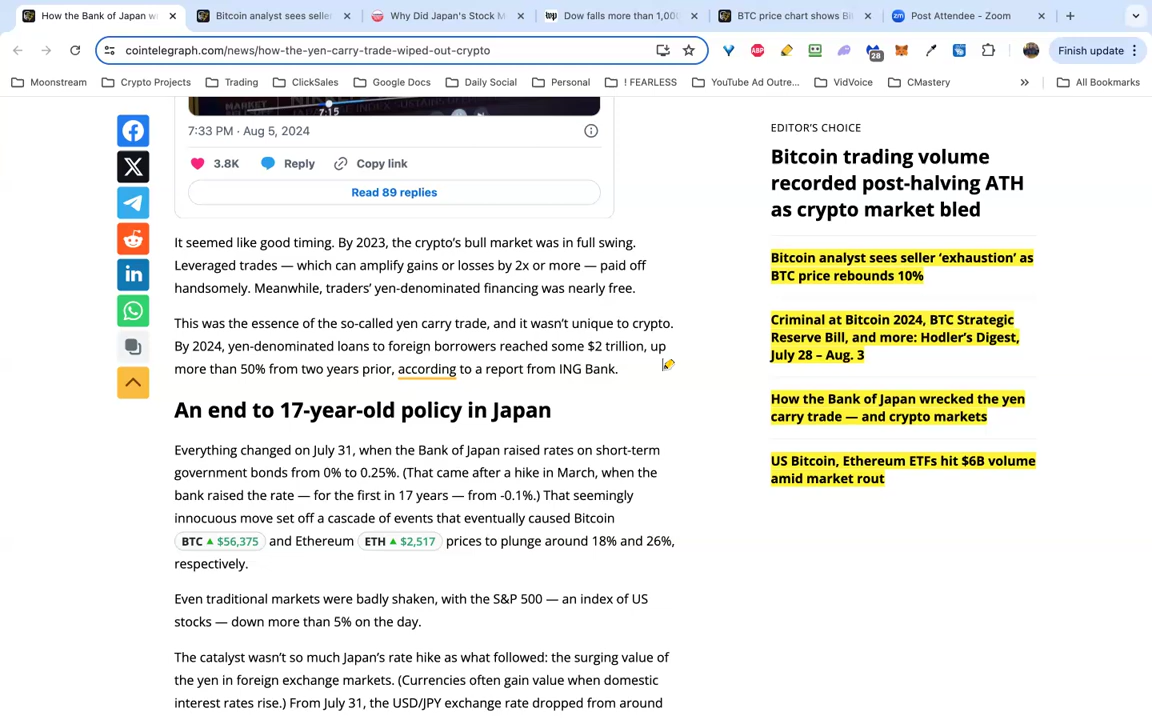 How the Bank of Japan w
Bitcoin analyst sees seller
Why Did Japan's Stock M
Dow falls more than 1,00
BTC price chart shows Bi
Post Attendee - Zoom
cointelegraph.com/news/how-the-yen-carry-trade-wiped-out-crypto
ABP
28
Finish update
Moonstream
Crypto Projects
Trading
ClickSales
Google Docs
Daily Social
Personal
! FEARLESS
YouTube Ad Outre...
VidVoice
CMastery
All Bookmarks
MARKET
7:15
7:33 PM · Aug 5, 2024
3.8K
Reply
Copy link
Read 89 replies
It seemed like good timing. By 2023, the crypto’s bull market was in full swing.
Leveraged trades — which can amplify gains or losses by 2x or more — paid off
handsomely. Meanwhile, traders’ yen-denominated financing was nearly free.
This was the essence of the so-called yen carry trade, and it wasn’t unique to crypto.
By 2024, yen-denominated loans to foreign borrowers reached some $2 trillion, up
more than 50% from two years prior, according to a report from ING Bank.
An end to 17-year-old policy in Japan
Everything changed on July 31, when the Bank of Japan raised rates on short-term
government bonds from 0% to 0.25%. (That came after a hike in March, when the
bank raised the rate — for the first in 17 years — from -0.1%.) That seemingly
innocuous move set off a cascade of events that eventually caused Bitcoin
BTC ▲ $56,375 and Ethereum ETH ▲ $2,517 prices to plunge around 18% and 26%,
respectively.
Even traditional markets were badly shaken, with the S&P 500 — an index of US
stocks — down more than 5% on the day.
The catalyst wasn’t so much Japan’s rate hike as what followed: the surging value of
the yen in foreign exchange markets. (Currencies often gain value when domestic
interest rates rise.) From July 31, the USD/JPY exchange rate dropped from around
EDITOR’S CHOICE
Bitcoin trading volume
recorded post-halving ATH
as crypto market bled
Bitcoin analyst sees seller ‘exhaustion’ as
BTC price rebounds 10%
Criminal at Bitcoin 2024, BTC Strategic
Reserve Bill, and more: Hodler’s Digest,
July 28 – Aug. 3
How the Bank of Japan wrecked the yen
carry trade — and crypto markets
US Bitcoin, Ethereum ETFs hit $6B volume
amid market rout